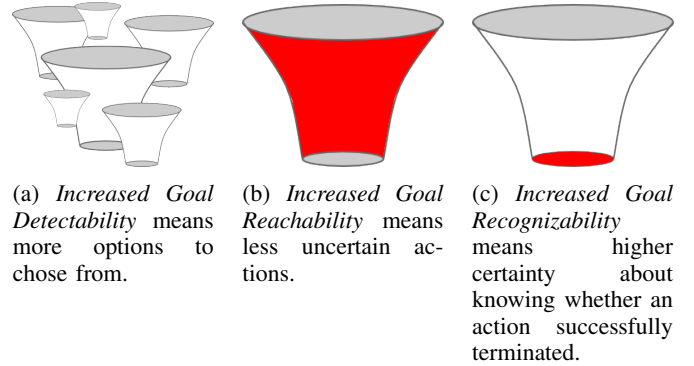 (a) Increased Goal
Detectability means
more options to
chose from.
(b) Increased Goal
Reachability means
less uncertain ac-
tions.
(c) Increased Goal
Recognizability
means higher
certainty about
knowing whether an
action successfully
terminated.